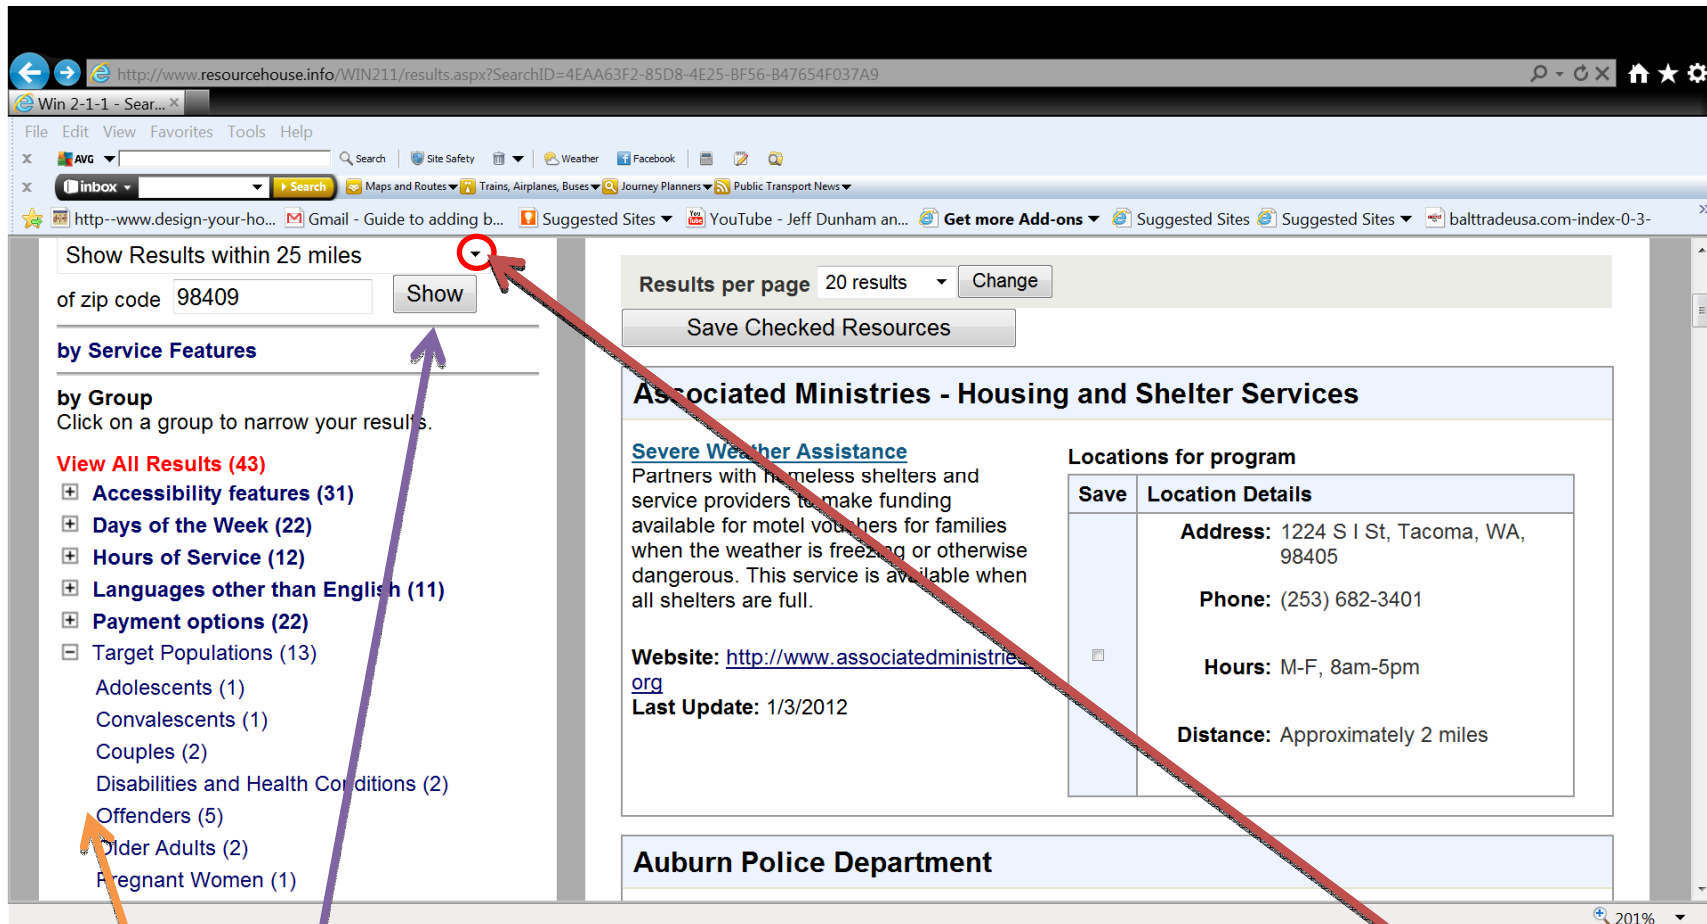 http://www.resourcehouse.info/WIN211/results.aspx?SearchID=4EAA63F2-85D8-4E25-BF56-B47654F037A9
Win 2-1-1 - Sear...
File Edit View Favorites Tools Help
x AVG Search Site Safety Weather Facebook
x inbox Search Maps and Routes Trains, Airplanes, Buses Journey Planners Public Transport News
http--www.design-your-ho... Gmail - Guide to adding b... Suggested Sites YouTube - Jeff Dunham an... Get more Add-ons Suggested Sites Suggested Sites balttradeusa.com-index-0-3-
Show Results within 25 miles
of zip code 98409 Show
by Service Features
by Group
Click on a group to narrow your results.
View All Results (43)
Accessibility features (31)
Days of the Week (22)
Hours of Service (12)
Languages other than English (11)
Payment options (22)
Target Populations (13)
Adolescents (1)
Convalescents (1)
Couples (2)
Disabilities and Health Conditions (2)
Offenders (5)
Older Adults (2)
Pregnant Women (1)
Results per page 20 results Change
Save Checked Resources
Associated Ministries - Housing and Shelter Services
Severe Weather Assistance
Partners with homeless shelters and
service providers to make funding
available for motel vouchers for families
when the weather is freezing or otherwise
dangerous. This service is available when
all shelters are full.
Website: http://www.associatedministries
org
Last Update: 1/3/2012
Locations for program
Save Location Details
Address: 1224 S I St, Tacoma, WA,
98405
Phone: (253) 682-3401
Hours: M-F, 8am-5pm
Distance: Approximately 2 miles
Auburn Police Department
201%